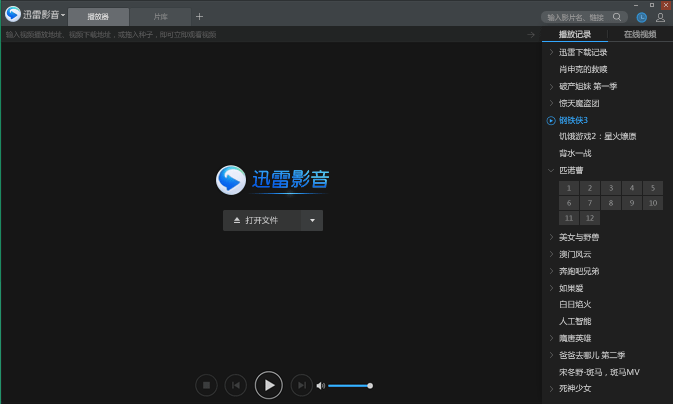 迅雷影音
播放器
片库
输入影片名、链接
输入视频播放地址、视频下载地址，或拖入种子，即可立即观看视频
播放记录
在线视频
迅雷下载记录
肖申克的救赎
破产姐妹 第一季
惊天魔盗团
钢铁侠3
饥饿游戏2：星火燎原
背水一战
匹诺曹
1 2 3 4 5
6 7 8 9 10
11 12
美女与野兽
澳门风云
奔跑吧兄弟
如果爱
白日焰火
人工智能
隋唐英雄
爸爸去哪儿 第二季
宋冬野-斑马，斑马MV
死神少女
迅雷影音
打开文件